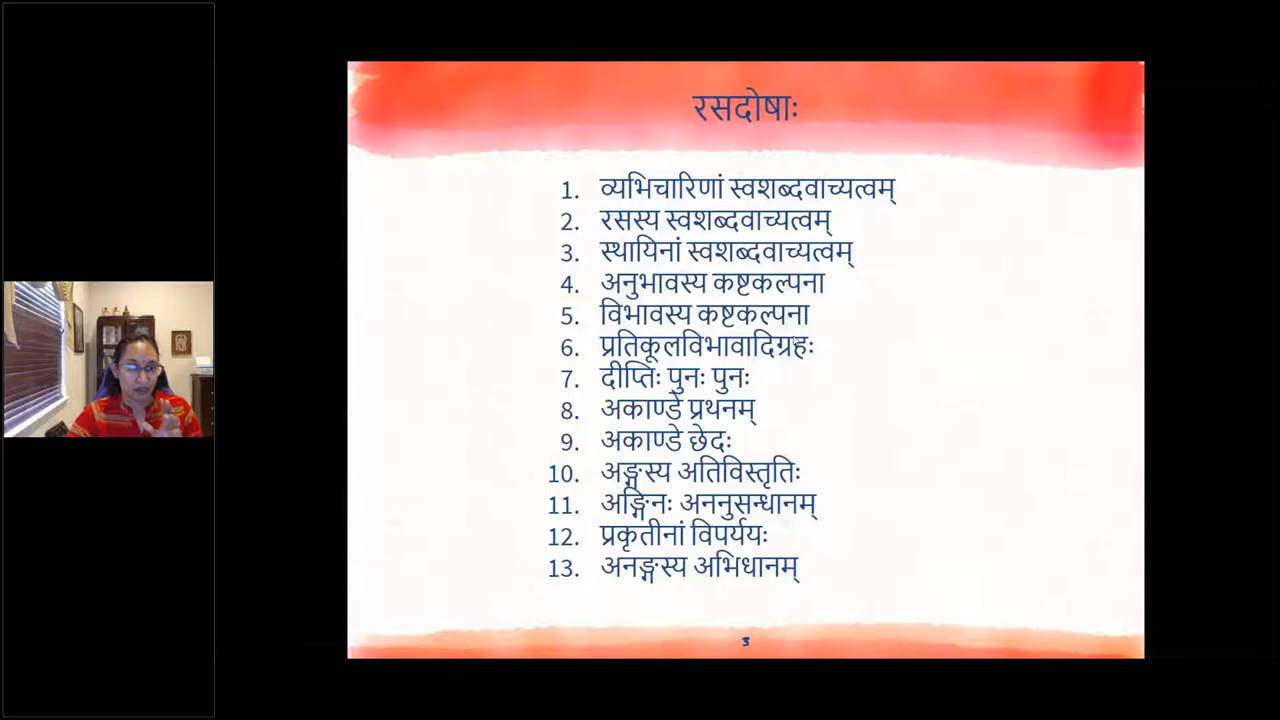 रसदोषाः
1. व्यभिचारिणां स्वशब्दवाच्यत्वम्
2. रसस्य स्वशब्दवाच्यत्वम्
3. स्थायिनां स्वशब्दवाच्यत्वम्
4. अनुभावस्य कष्टकल्पना
5. विभावस्य कष्टकल्पना
6. प्रतिकूलविभावादिग्रहः
7. दीप्तिः पुनः पुनः
8. अकाण्डे प्रथनम्
9. अकाण्डे छेदः
10. अङ्गस्य अतिविस्तृतिः
11. अङ्गिनः अननुसन्धानम्
12. प्रकृतीनां विपर्ययः
13. अनङ्गस्य अभिधानम्
3